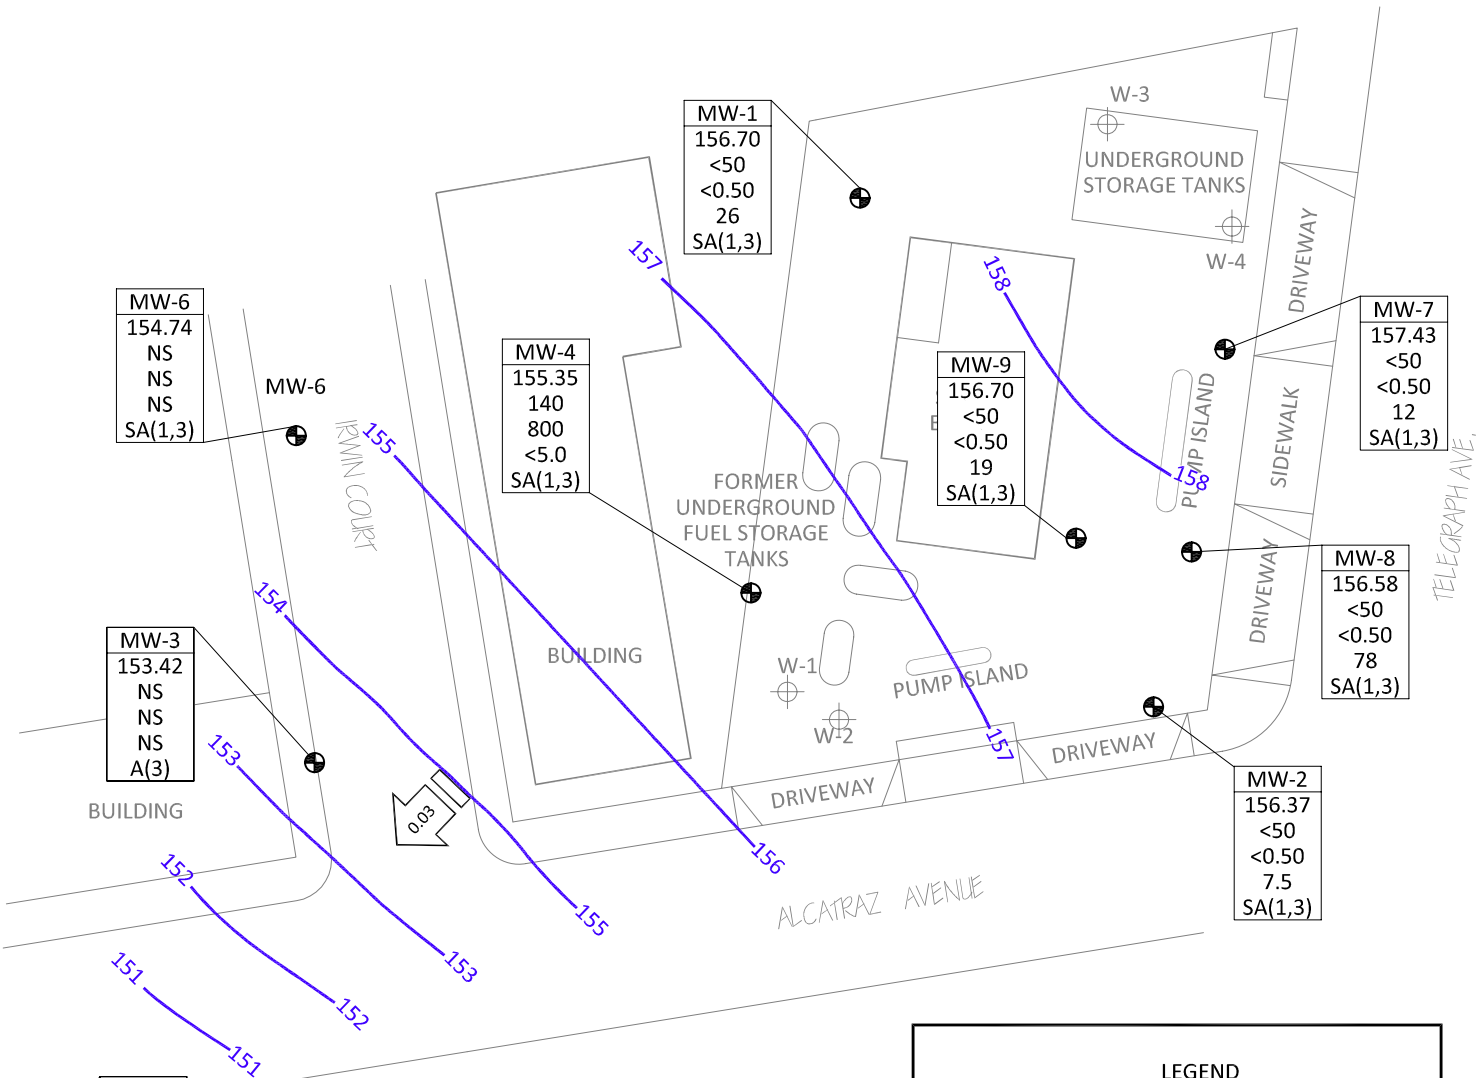 W-3
MW-1
156.70
<50
<0.50
26
SA(1,3)
UNDERGROUND
STORAGE TANKS
W-4
DRIVEWAY
157
158
MW-6
154.74
NS
NS
NS
SA(1,3)
MW-6
MW-7
157.43
<50
<0.50
12
SA(1,3)
MW-4
155.35
140
800
<5.0
SA(1,3)
MW-9
156.70
<50
<0.50
19
SA(1,3)
PUMP ISLAND
SIDEWALK
158
TELEGRAPH AVE.
IRWIN COURT
155
FORMER
UNDERGROUND
FUEL STORAGE
TANKS
DRIVEWAY
MW-8
156.58
<50
<0.50
78
SA(1,3)
154
MW-3
153.42
NS
NS
NS
A(3)
BUILDING
W-1
PUMP ISLAND
W-2
157
DRIVEWAY
DRIVEWAY
MW-2
156.37
<50
<0.50
7.5
SA(1,3)
153
BUILDING
0.03
152
156
ALCATRAZ AVENUE
155
153
151
152
151
LEGEND